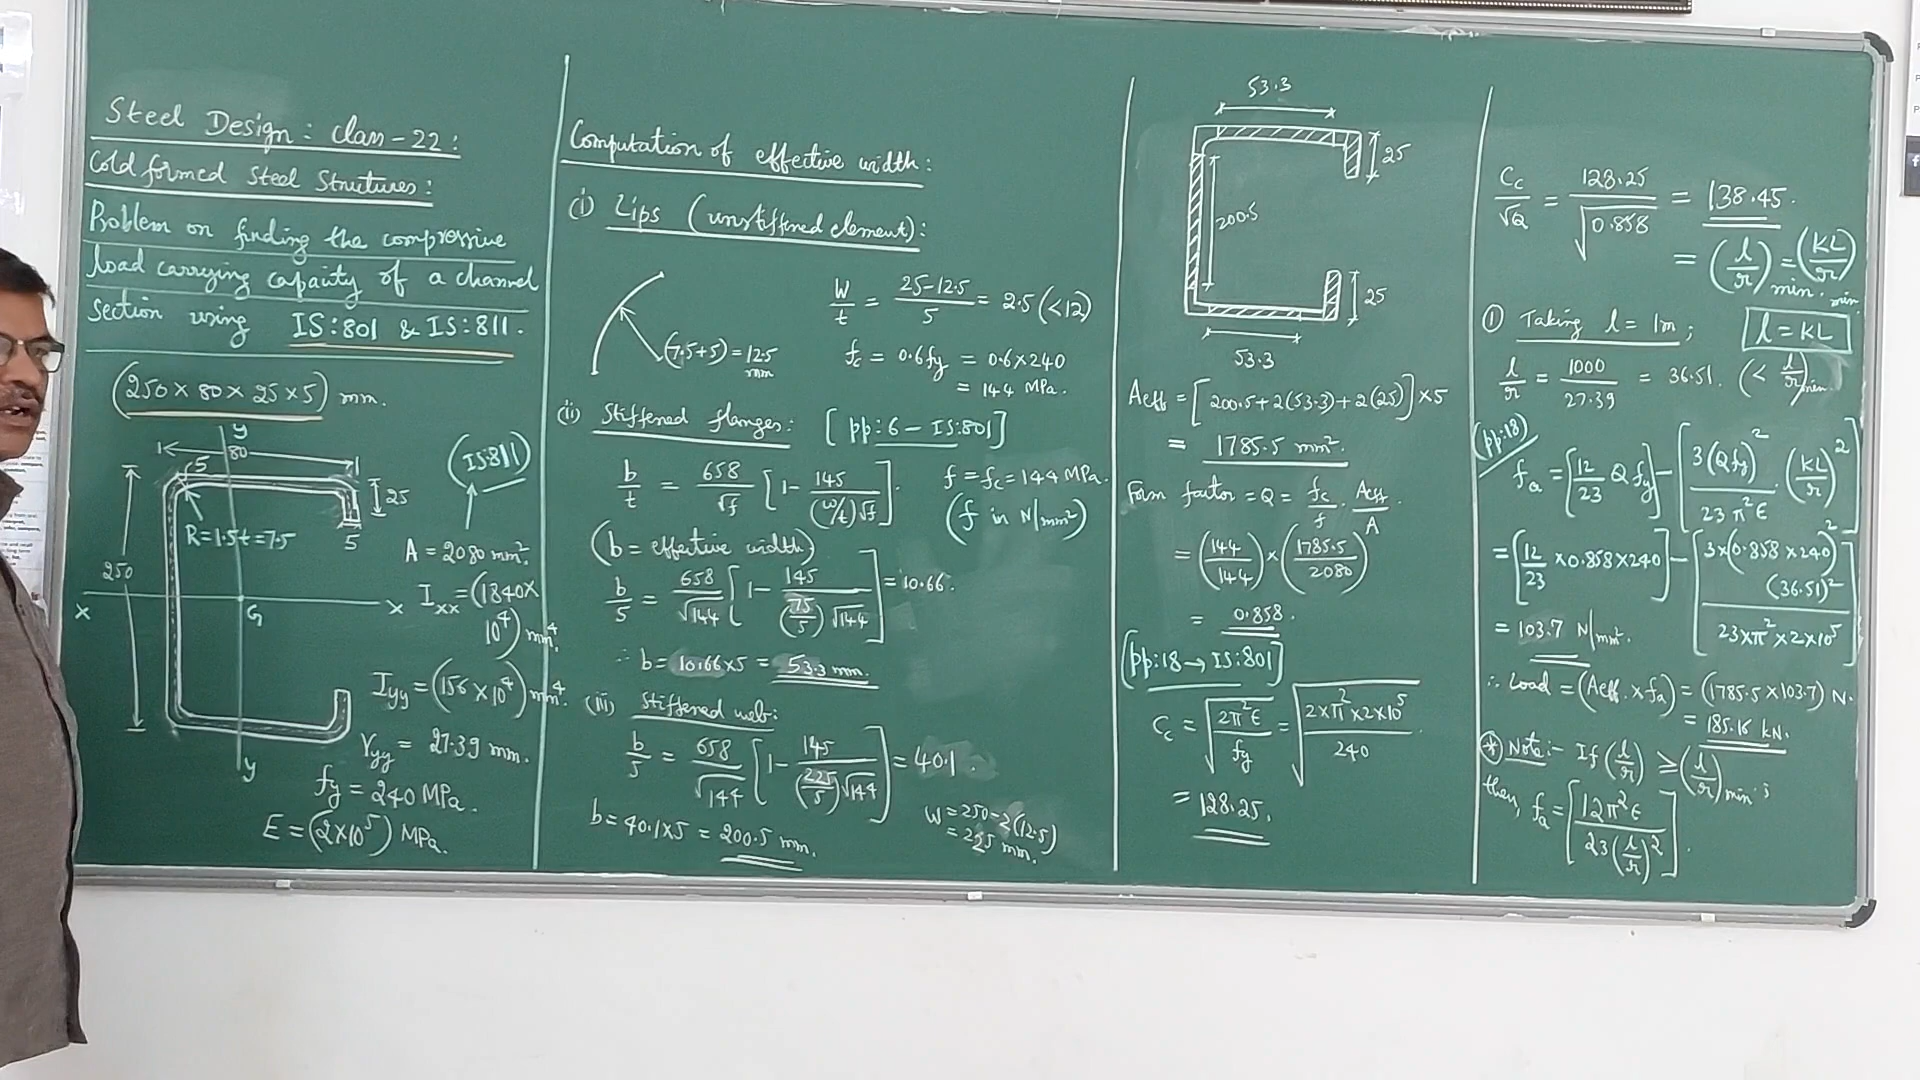 Steel Design: Class-22:
Cold formed Steel Structures:
Problem on finding the compressive
load carrying capacity of a channel
section using IS:801 & IS:811.
(250 × 80 × 25 × 5) mm.
y
80
5
25
IS:811
R=1.5t=7.5
5
250
A = 2080 mm².
Ixx = (1840×
10⁴) mm⁴.
X
G
X
Iyy = (156 × 10⁴) mm⁴.
γyy = 27.39 mm.
y
fy = 240 MPa.
E = (2×10⁵) MPa.
Computation of effective width:
(i) Lips (unstiffened element):
W/t = (25-12.5)/5 = 2.5 (<12)
(7.5+5) = 12.5 mm
fc = 0.6fy = 0.6×240
= 144 MPa.
(ii) Stiffened flanges: [pp:6 – IS:801]
b/t = 658/√f [1 - 145/((w/t)√f)]. f = fc = 144 MPa.
(f in N/mm²)
(b = effective width)
b/5 = 658/√144 [1 - 145/((75/5)√144)] = 10.66.
∴ b = 10.66×5 = 53.3 mm.
(iii) Stiffened web:
b/5 = 658/√144 [1 - 145/((225/5)√144)] = 40.1.
b = 40.1×5 = 200.5 mm.
W = 250-2(12.5)
= 225 mm.
53.3
25
200.5
25
53.3
Aeff = [200.5+2(53.3)+2(25)]×5
= 1785.5 mm².
Form factor = Q = fc/f · Aeff/A.
= (144/144) × (1785.5/2080)
= 0.858.
[pp:18 → IS:801]
Cc = √(2π²E/fy) = √(2×π²×2×10⁵/240).
= 128.25.
Cc/√Q = 128.25/√0.858 = 138.45.
= (l/r)min. = (KL/r)min
① Taking l = 1m; l = KL
l/r = 1000/27.39 = 36.51. (< (l/r)min.
(pp:18)
fa = [12/23 Q fy] - [3(Qfy)²/23π²E · (KL/r)²]
= [12/23 × 0.858×240] - [3×(0.858×240)² (36.51)²/23×π²×2×10⁵]
= 103.7 N/mm².
∴ Load = (Aeff. × fa) = (1785.5×103.7) N.
= 185.16 kN.
⊛ Note:- If (l/r) ≥ (l/r)min;
then, fa = [12π²E/23(l/r)²].